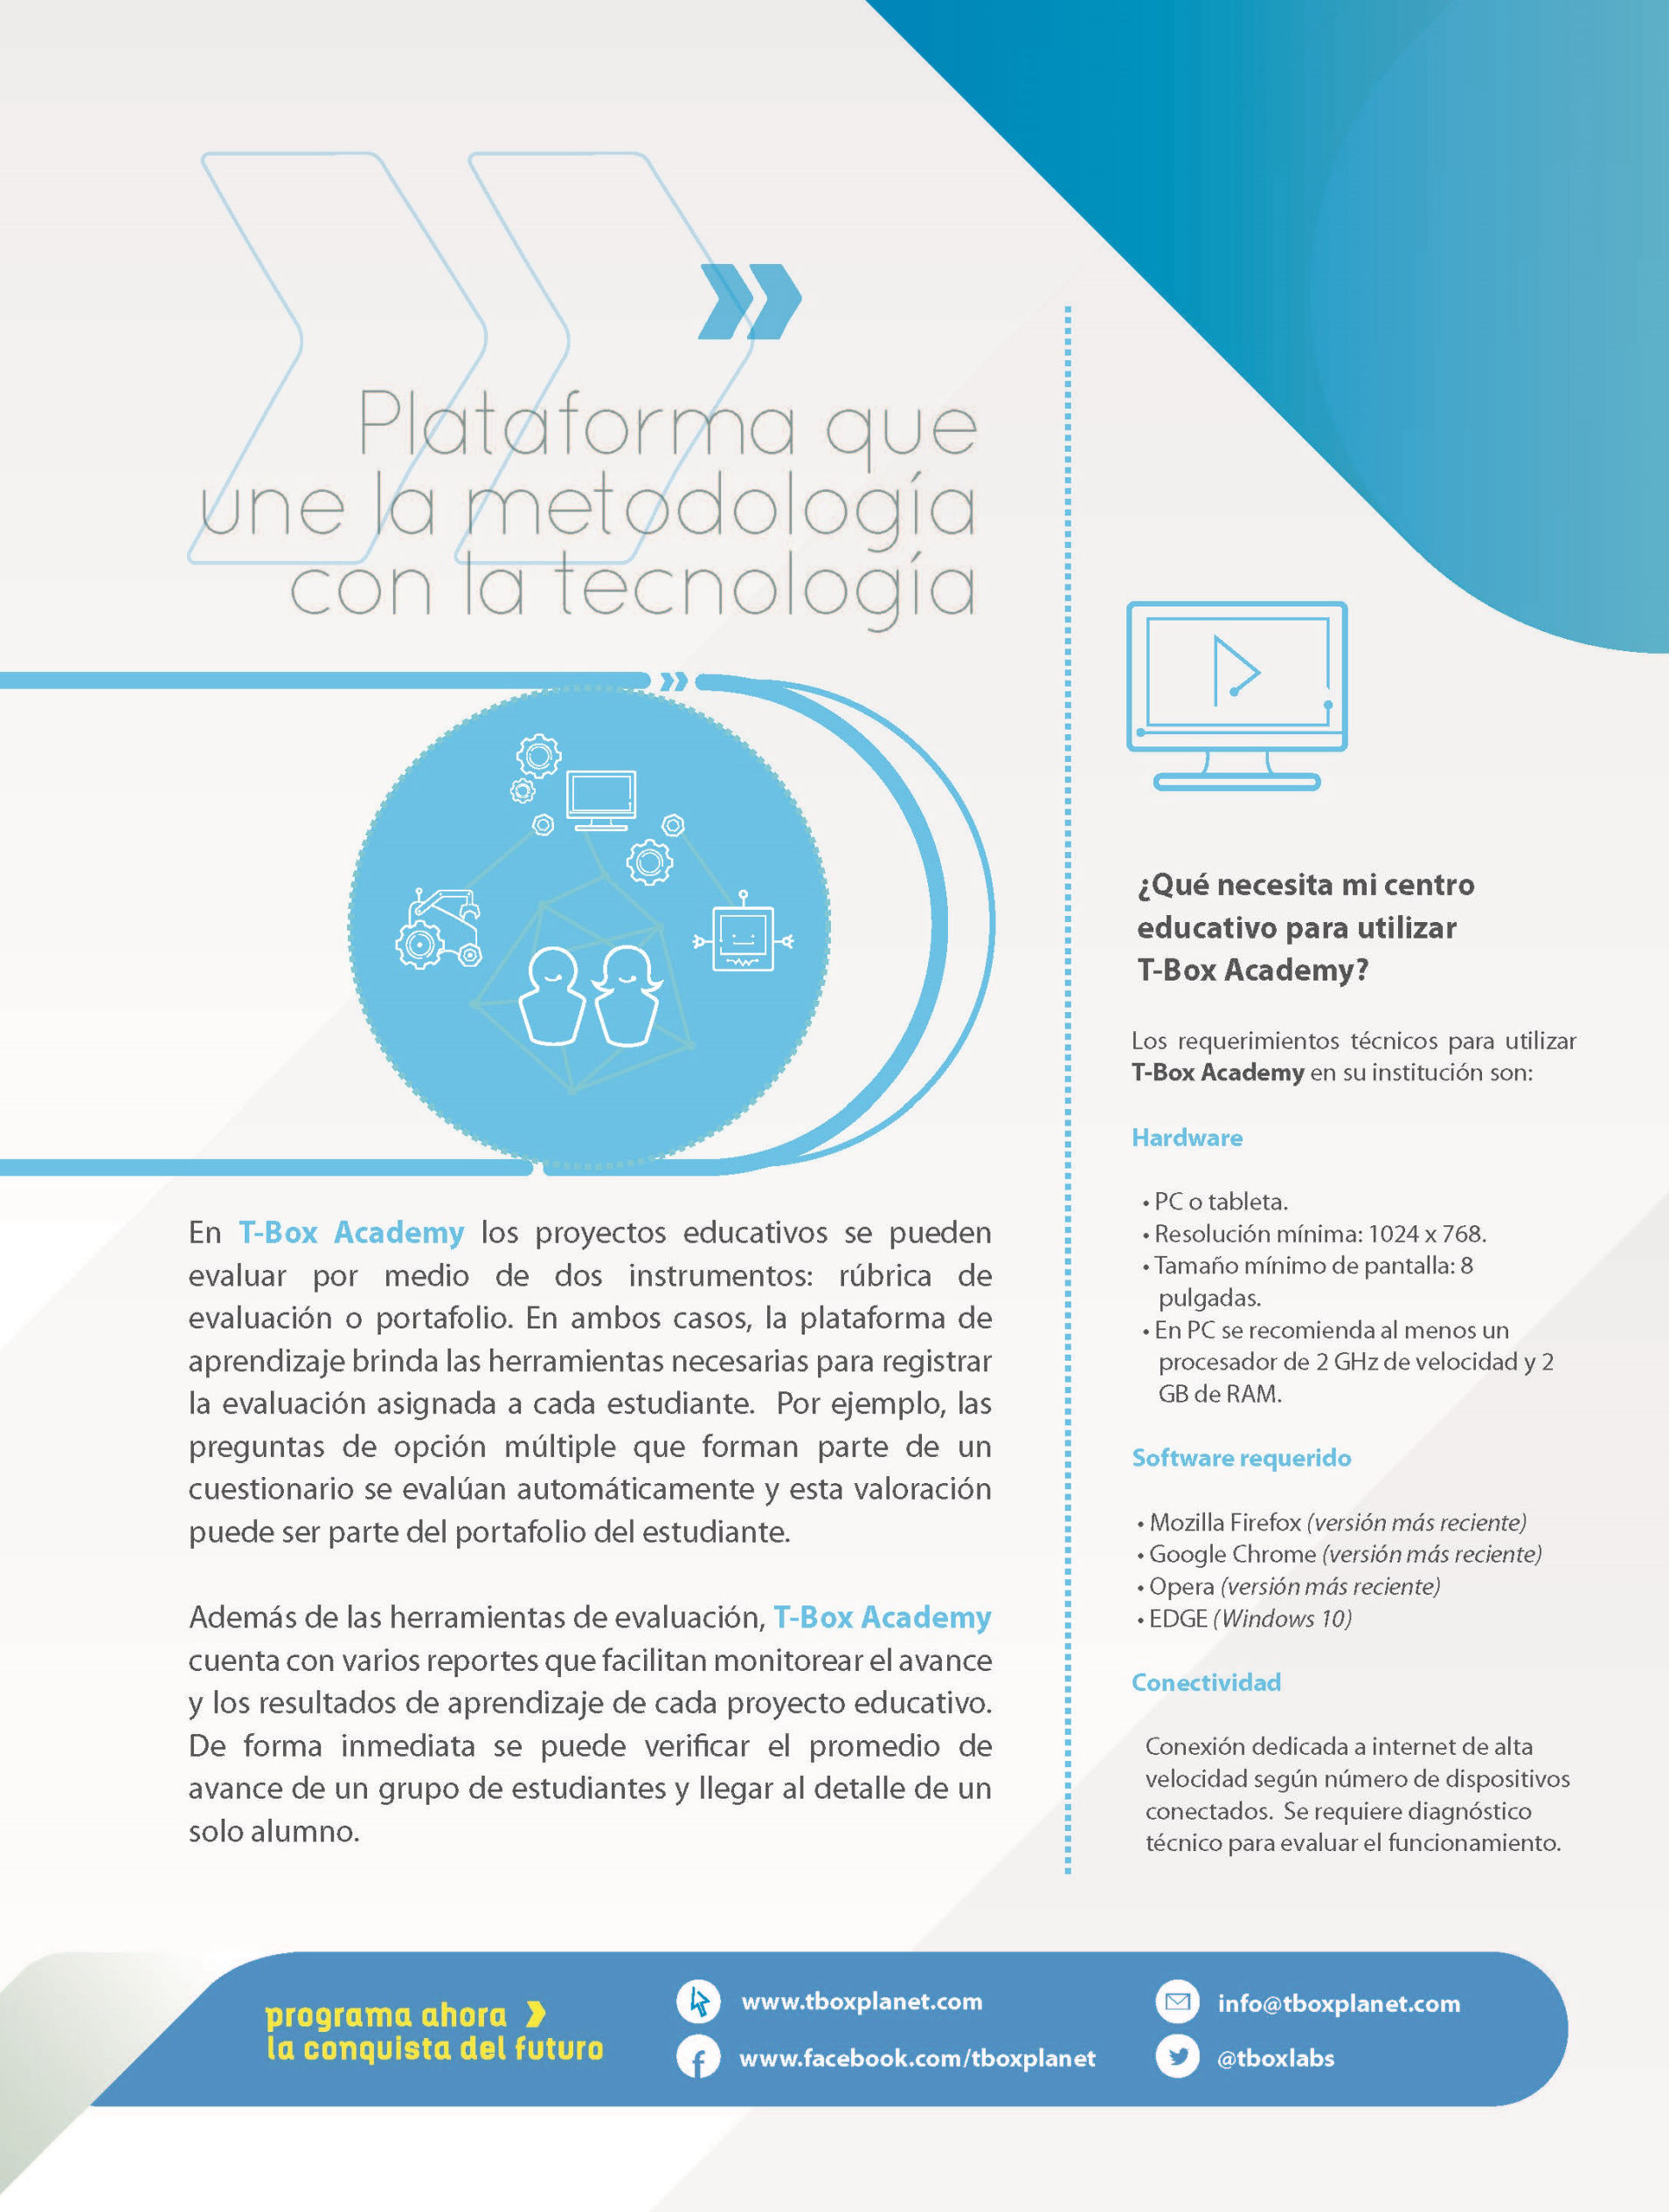 Plataforma que
une la metodología
con la tecnología
En T-Box Academy los proyectos educativos se pueden
evaluar por medio de dos instrumentos: rúbrica de
evaluación o portafolio. En ambos casos, la plataforma de
aprendizaje brinda las herramientas necesarias para registrar
la evaluación asignada a cada estudiante. Por ejemplo, las
preguntas de opción múltiple que forman parte de un
cuestionario se evalúan automáticamente y esta valoración
puede ser parte del portafolio del estudiante.
Además de las herramientas de evaluación, T-Box Academy
cuenta con varios reportes que facilitan monitorear el avance
y los resultados de aprendizaje de cada proyecto educativo.
De forma inmediata se puede verificar el promedio de
avance de un grupo de estudiantes y llegar al detalle de un
solo alumno.
¿Qué necesita mi centro
educativo para utilizar
T-Box Academy?
Los requerimientos técnicos para utilizar
T-Box Academy en su institución son:
Hardware
• PC o tableta.
• Resolución mínima: 1024 x 768.
• Tamaño mínimo de pantalla: 8
pulgadas.
• En PC se recomienda al menos un
procesador de 2 GHz de velocidad y 2
GB de RAM.
Software requerido
• Mozilla Firefox (versión más reciente)
• Google Chrome (versión más reciente)
• Opera (versión más reciente)
• EDGE (Windows 10)
Conectividad
Conexión dedicada a internet de alta
velocidad según número de dispositivos
conectados. Se requiere diagnóstico
técnico para evaluar el funcionamiento.
programa ahora
la conquista del futuro
www.tboxplanet.com
www.facebook.com/tboxplanet
info@tboxplanet.com
@tboxlabs